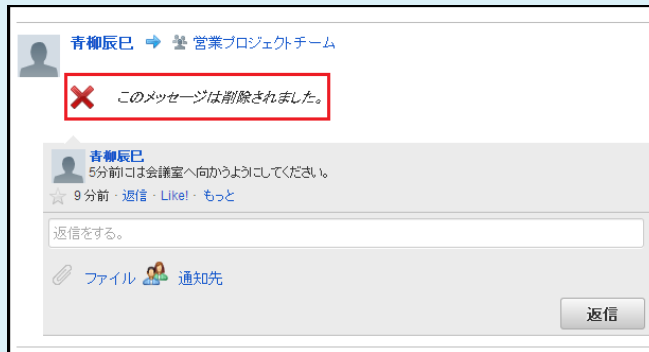 青柳辰巳 営業プロジェクトチーム
このメッセージは削除されました。
青柳辰巳
5分前には会議室へ向かうようにしてください。
9分前 · 返信 · Like! · もっと
返信をする。
ファイル 通知先
返信